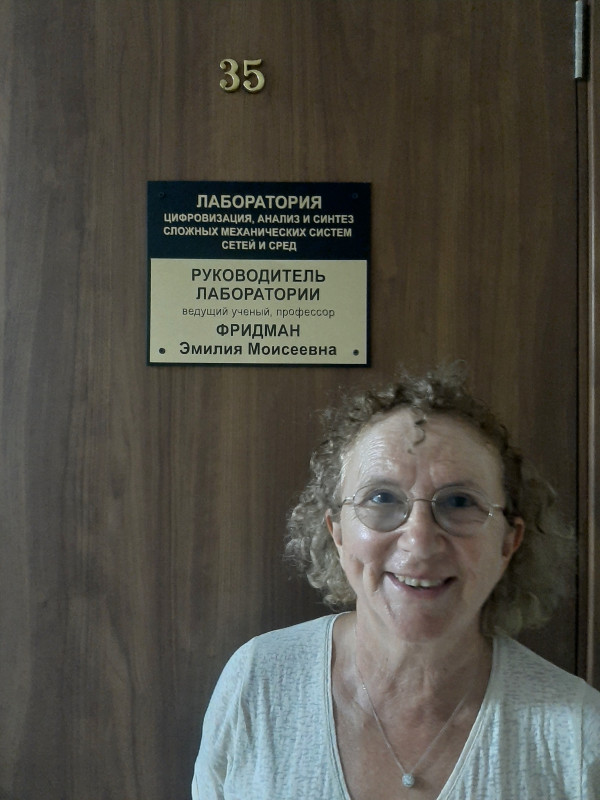 35
ЛАБОРАТОРИЯ
ЦИФРОВИЗАЦИЯ, АНАЛИЗ И СИНТЕЗ
СЛОЖНЫХ МЕХАНИЧЕСКИХ СИСТЕМ
СЕТЕЙ И СРЕД
РУКОВОДИТЕЛЬ
ЛАБОРАТОРИИ
ведущий ученый, профессор
ФРИДМАН
Эмилия Моисеевна